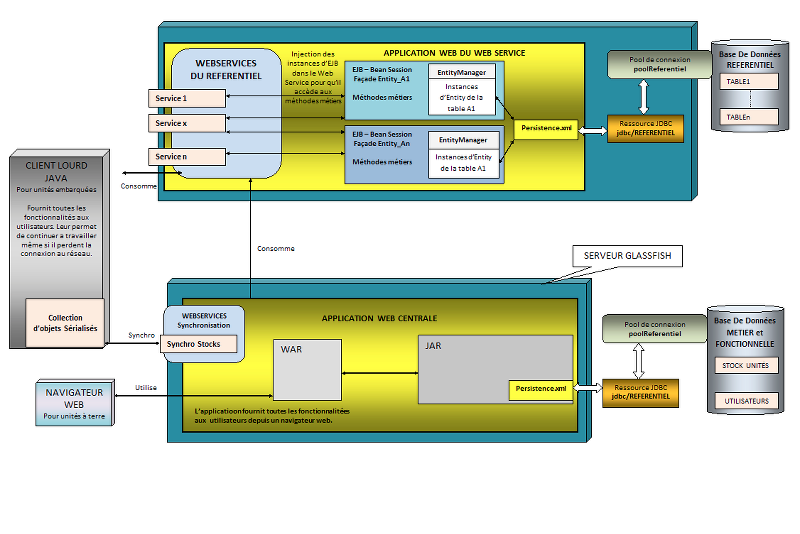 APPLICATION WEB DU WEB SERVICE
WEBSERVICES
DU REFERENTIEL
Service 1
Service x
Service n
Injection des
instances d'EJB
dans le Web
Service pour qu'il
accède aux
méthodes métiers
EJB – Bean Session
Façade Entity_A1
Méthodes métiers
EntityManager
Instances
d'Entity de la
table A1
EJB – Bean Session
Façade Entity_An
Méthodes métiers
EntityManager
Instances d'Entity
de la table A1
Persistence.xml
Pool de connexion
poolReferentiel
Ressource JDBC
jdbc/REFERENTIEL
Base De Données
REFERENTIEL
TABLE1
TABLEn
CLIENT LOURD
JAVA
Pour unités embarquées
Fournit toutes les
fonctionnalités aux
utilisateurs. Leur permet
de continuer a travailler
même si il perdent la
connexion au réseau.
Collection
d'objets Sérialisés
Consomme
Consomme
SERVEUR GLASSFISH
APPLICATION WEB CENTRALE
WEBSERVICES
Synchronisation
Synchro Stocks
Synchro
WAR
JAR
Persistence.xml
L'applicatioon fournit toutes les fonctionnalitées
aux utilisateurs depuis un navigateur web.
NAVIGATEUR
WEB
Pour unités à terre
Utilise
Pool de connexion
poolReferentiel
Ressource JDBC
jdbc/REFERENTIEL
Base De Données
METIER et
FONCTIONNELLE
STOCK UNITES
UTILISATEURS